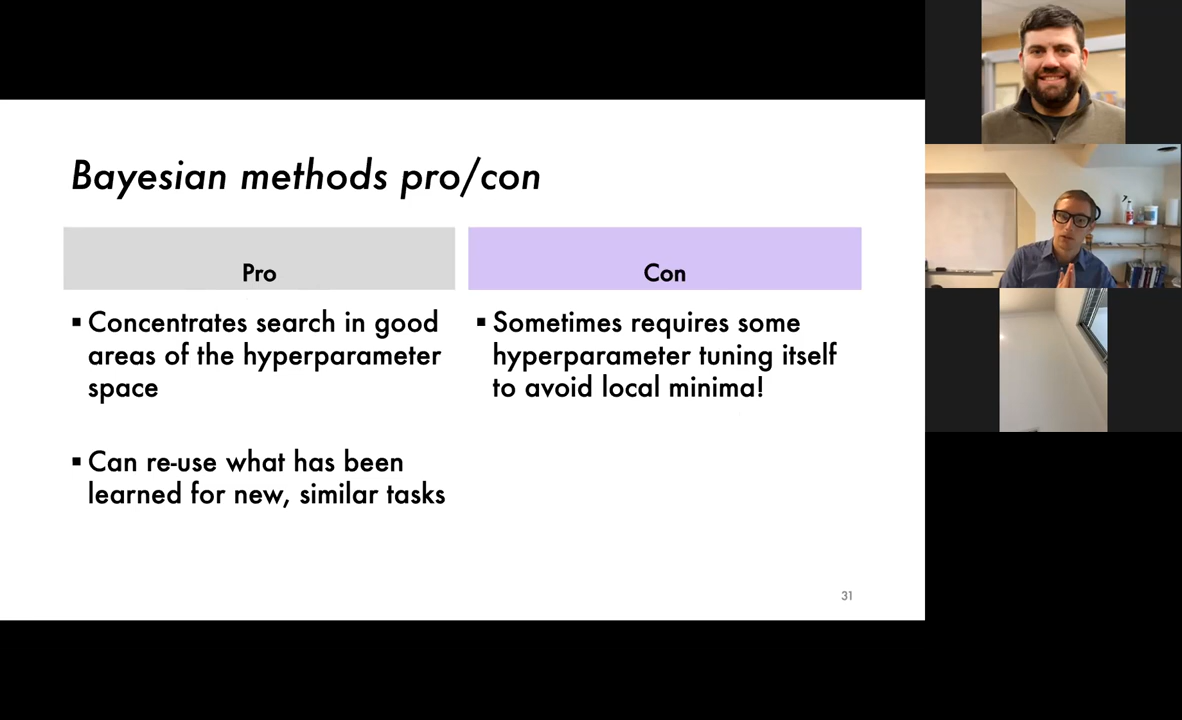 Bayesian methods pro/con
Pro
▪ Concentrates search in good
areas of the hyperparameter
space
▪ Can re-use what has been
learned for new, similar tasks
Con
▪ Sometimes requires some
hyperparameter tuning itself
to avoid local minima!
31